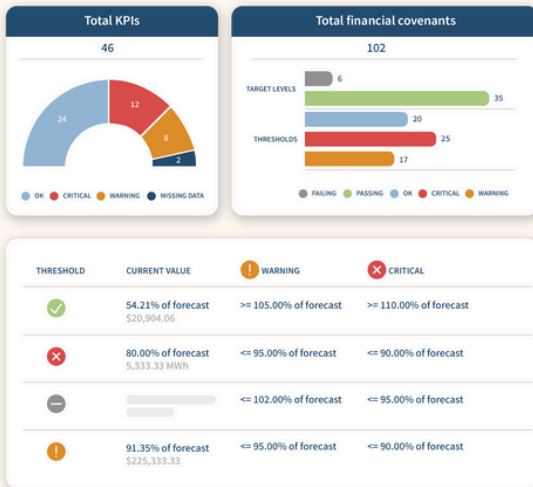 Total KPIs
46
24
12
8
2
OK CRITICAL WARNING MISSING DATA
Total financial covenants
102
TARGET LEVELS
6
35
THRESHOLDS
20
25
17
FAILING PASSING OK CRITICAL WARNING
THRESHOLD CURRENT VALUE WARNING CRITICAL
54.21% of forecast >= 105.00% of forecast >= 110.00% of forecast
$20,904.06
80.00% of forecast <= 95.00% of forecast <= 90.00% of forecast
5,333.33 MWh
<= 102.00% of forecast <= 95.00% of forecast
91.35% of forecast <= 95.00% of forecast <= 90.00% of forecast
$225,333.33